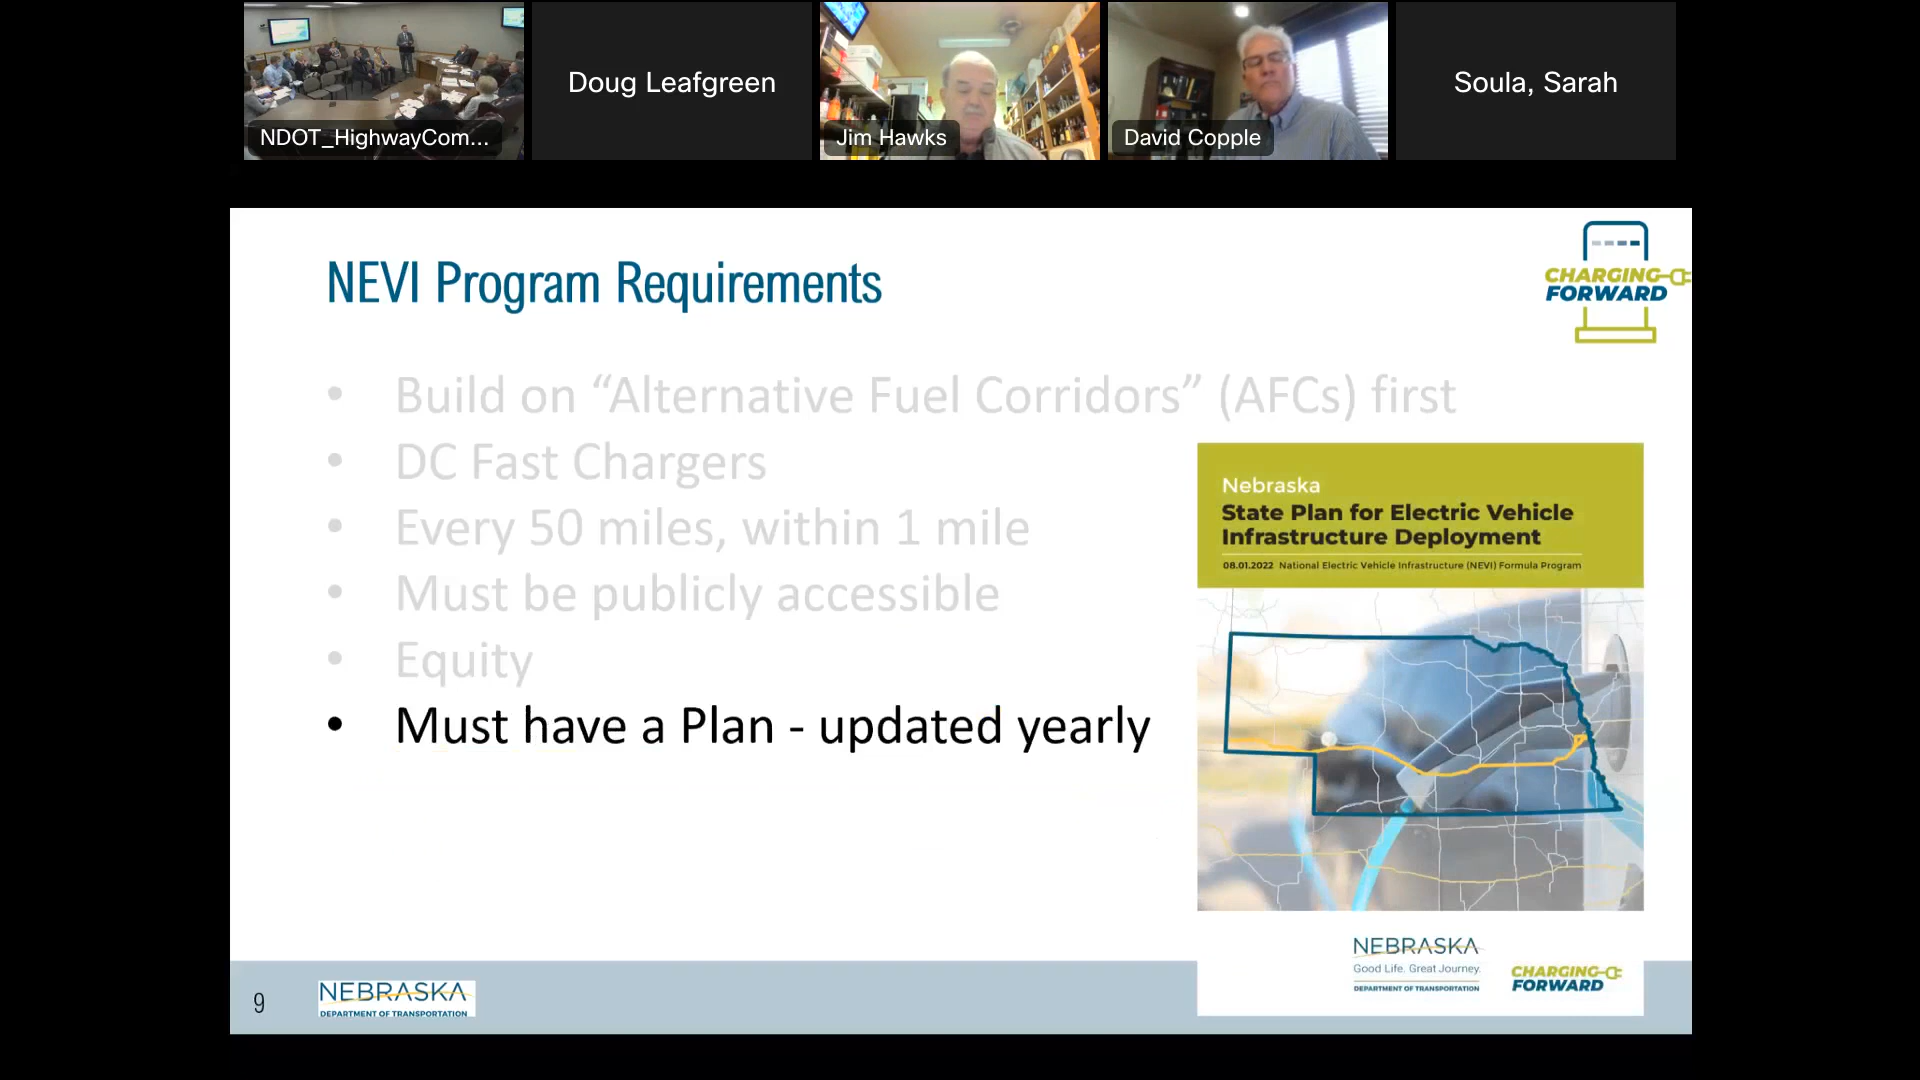 NDOT_HighwayCom...
Doug Leafgreen
Jim Hawks
David Copple
Soula, Sarah
NEVI Program Requirements
CHARGING
FORWARD
• Build on “Alternative Fuel Corridors” (AFCs) first
• DC Fast Chargers
• Every 50 miles, within 1 mile
• Must be publicly accessible
• Equity
• Must have a Plan - updated yearly
Nebraska
State Plan for Electric Vehicle
Infrastructure Deployment
08.01.2022 National Electric Vehicle Infrastructure (NEVI) Formula Program
NEBRASKA
Good Life. Great Journey.
DEPARTMENT OF TRANSPORTATION
CHARGING
FORWARD
9
NEBRASKA
DEPARTMENT OF TRANSPORTATION